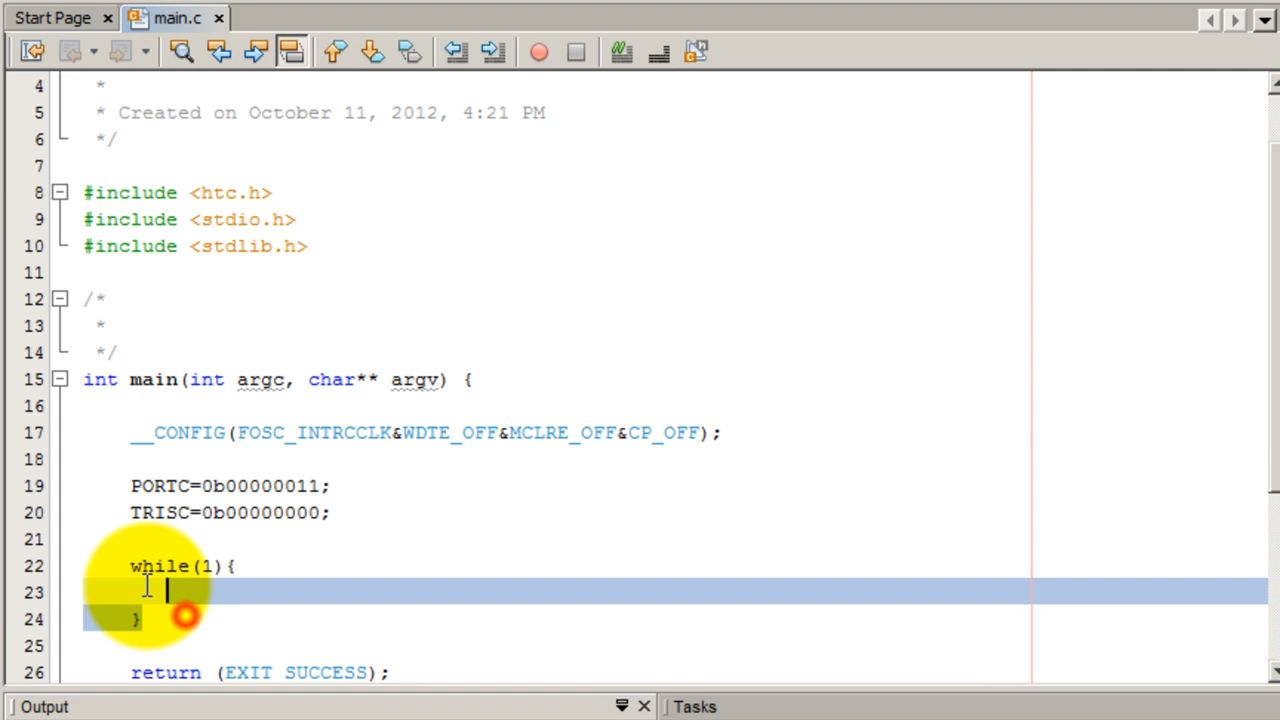 Start Page × main.c ×
4 *
5 * Created on October 11, 2012, 4:21 PM
6 */
7
8 #include <htc.h>
9 #include <stdio.h>
10 #include <stdlib.h>
11
12 /*
13 *
14 */
15 int main(int argc, char** argv) {
16
17 __CONFIG(FOSC_INTRCCLK&WDTE_OFF&MCLRE_OFF&CP_OFF);
18
19 PORTC=0b00000011;
20 TRISC=0b00000000;
21
22 while(1){
23
24 }
25
26 return (EXIT SUCCESS);
Output Tasks